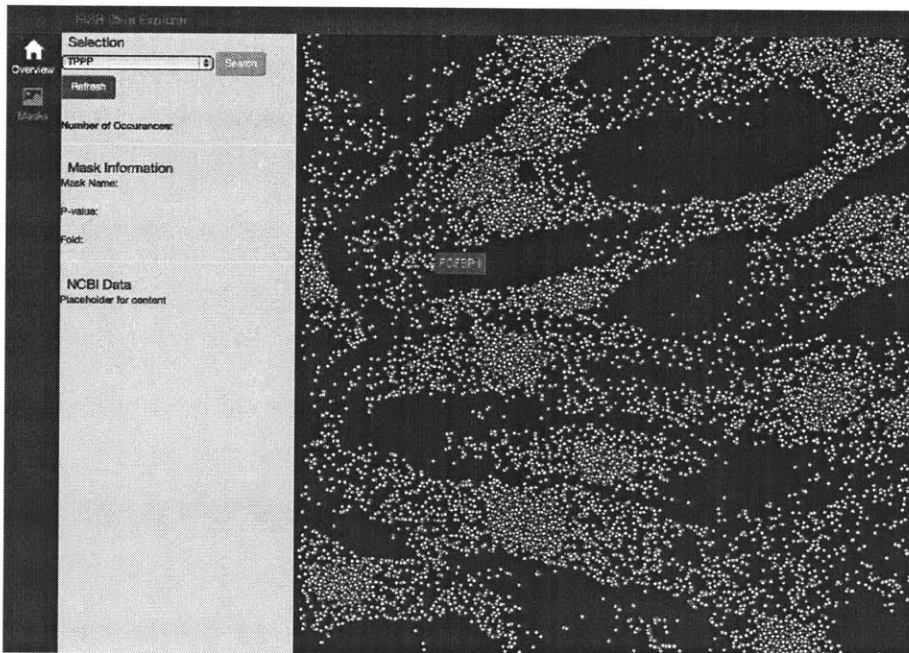 Overview
Masks
Selection
TPPP
Search
Refresh
Number of Occurances:
Mask Information
Mask Name:
P-value:
Fold:
NCBI Data
Placeholder for content